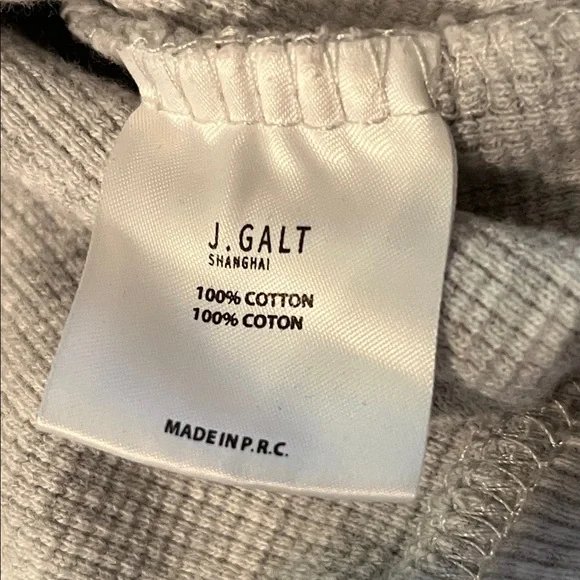 J.GALT
SHANGHAI
100% COTTON
100% COTON
MADE IN P.R.C.